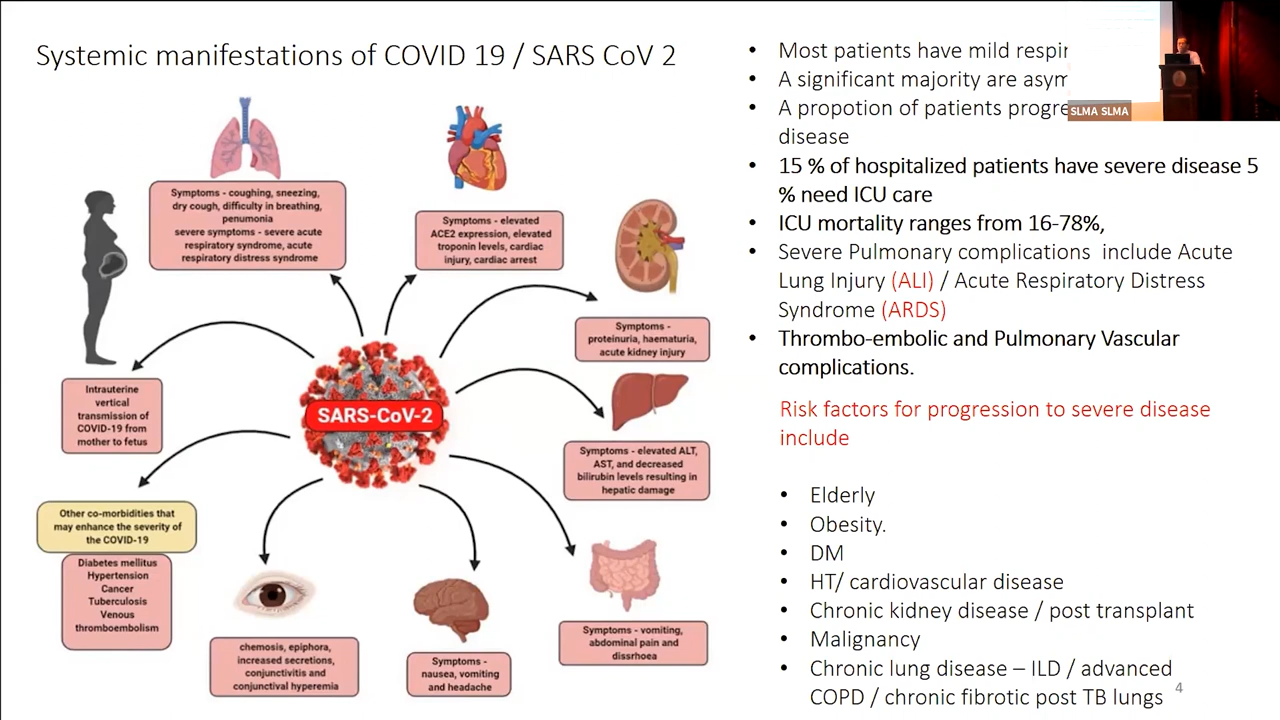 Systemic manifestations of COVID 19 / SARS CoV 2
Symptoms - coughing, sneezing,
dry cough, difficulty in breathing,
penumonia
severe symptoms - severe acute
respiratory syndrome, acute
respiratory distress syndrome
Symptoms - elevated
ACE2 expression, elevated
troponin levels, cardiac
injury, cardiac arrest
Symptoms -
proteinuria, haematuria,
acute kidney injury
Intrauterine
vertical
transmission of
COVID-19 from
mother to fetus
SARS-CoV-2
Symptoms - elevated ALT,
AST, and decreased
bilirubin levels resulting in
hepatic damage
Other co-morbidities that
may enhance the severity of
the COVID-19
Diabetes mellitus
Hypertension
Cancer
Tuberculosis
Venous
thromboembolism
chemosis, epiphora,
increased secretions,
conjunctivitis and
conjunctival hyperemia
Symptoms -
nausea, vomiting
and headache
Symptoms - vomiting,
abdominal pain and
dissrhoea
• Most patients have mild respir
• A significant majority are asym
• A propotion of patients progre
disease
• 15 % of hospitalized patients have severe disease 5
% need ICU care
• ICU mortality ranges from 16-78%,
• Severe Pulmonary complications include Acute
Lung Injury (ALI) / Acute Respiratory Distress
Syndrome (ARDS)
• Thrombo-embolic and Pulmonary Vascular
complications.
Risk factors for progression to severe disease
include
• Elderly
• Obesity.
• DM
• HT/ cardiovascular disease
• Chronic kidney disease / post transplant
• Malignancy
• Chronic lung disease – ILD / advanced
COPD / chronic fibrotic post TB lungs
4
SLMA SLMA